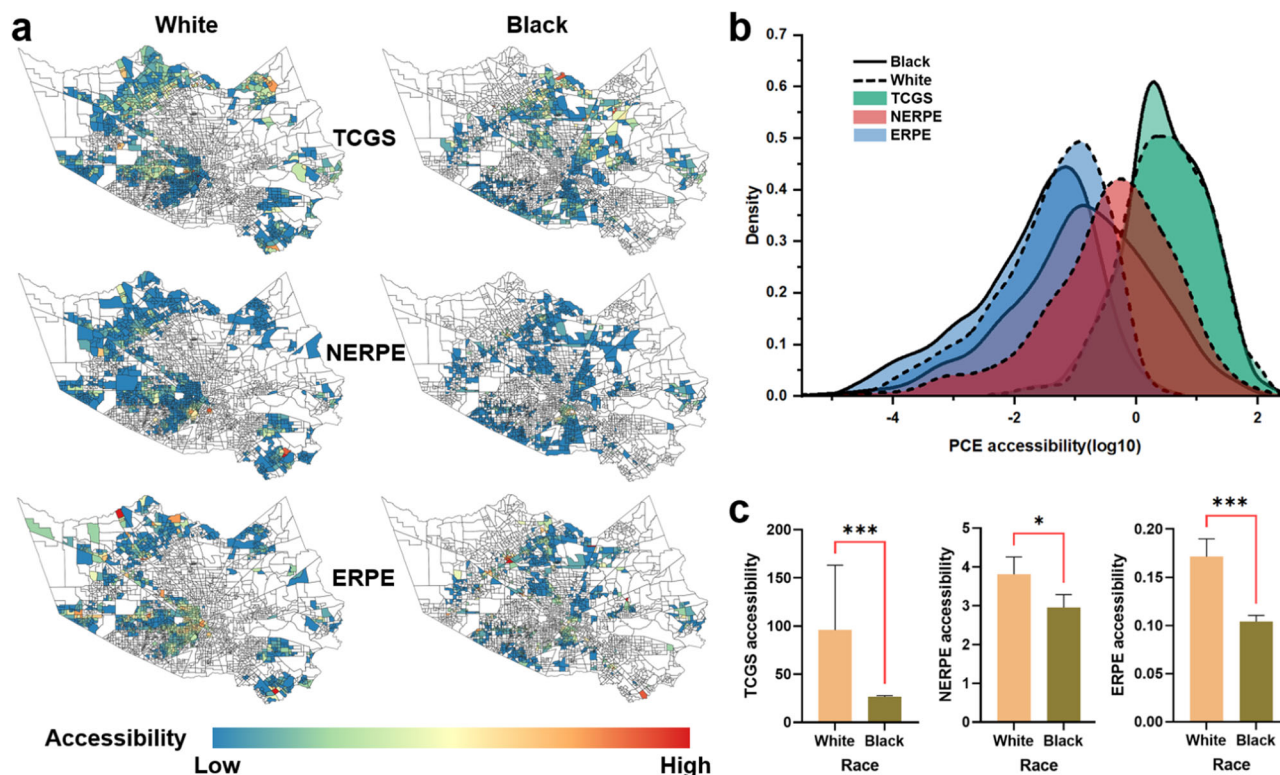 a
White
Black
TCGS
NERPE
ERPE
Accessibility
Low
High
b
0.7
0.6
0.5
0.4
0.3
0.2
0.1
0.0
Density
Black
White
TCGS
NERPE
ERPE
-4
-2
0
2
PCE accessibility(log10)
c
***
200
150
100
50
0
TCGS accessibility
White
Black
Race
*
5
4
3
2
1
0
NERPE accessibility
White
Black
Race
***
0.20
0.15
0.10
0.05
0.00
ERPE accessibility
White
Black
Race